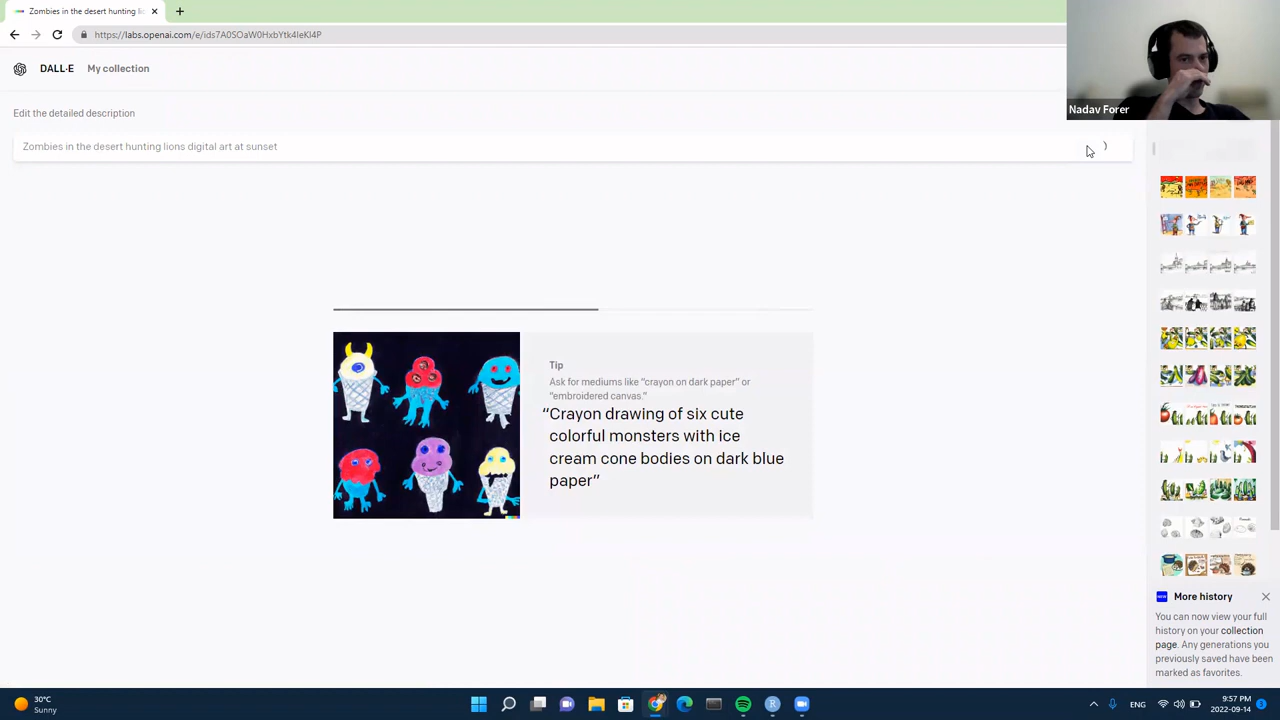 Zombies in the desert hunting lic
https://labs.openai.com/e/ids7A0SOaW0HxbYtk4IeKl4P
Nadav Forer
DALL·E
My collection
Edit the detailed description
Zombies in the desert hunting lions digital art at sunset
Tip
Ask for mediums like "crayon on dark paper" or
"embroidered canvas."
“Crayon drawing of six cute
colorful monsters with ice
cream cone bodies on dark blue
paper”
More history
You can now view your full
history on your collection
page. Any generations you
previously saved have been
marked as favorites.
30°C
Sunny
ENG
9:57 PM
2022-09-14